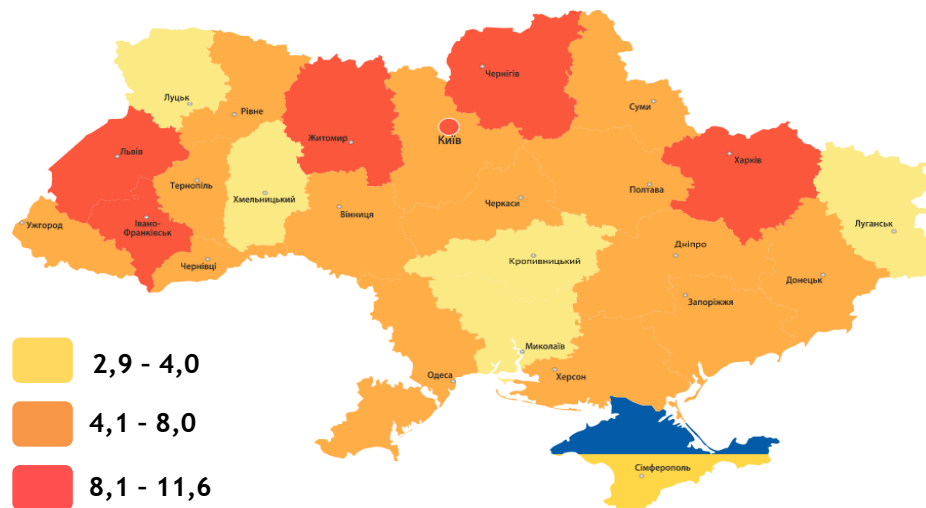 Чернігів
Луцьк
Рівне
Суми
Житомир
Київ
Львів
Харків
Тернопіль
Хмельницький
Полтава
Вінниця
Черкаси
Ужгород
Івано-
Франківськ
Луганськ
Чернівці
Дніпро
Кропивницький
Донецьк
Запоріжжя
Миколаїв
Одеса
Херсон
Сімферополь
2,9 – 4,0
4,1 – 8,0
8,1 – 11,6